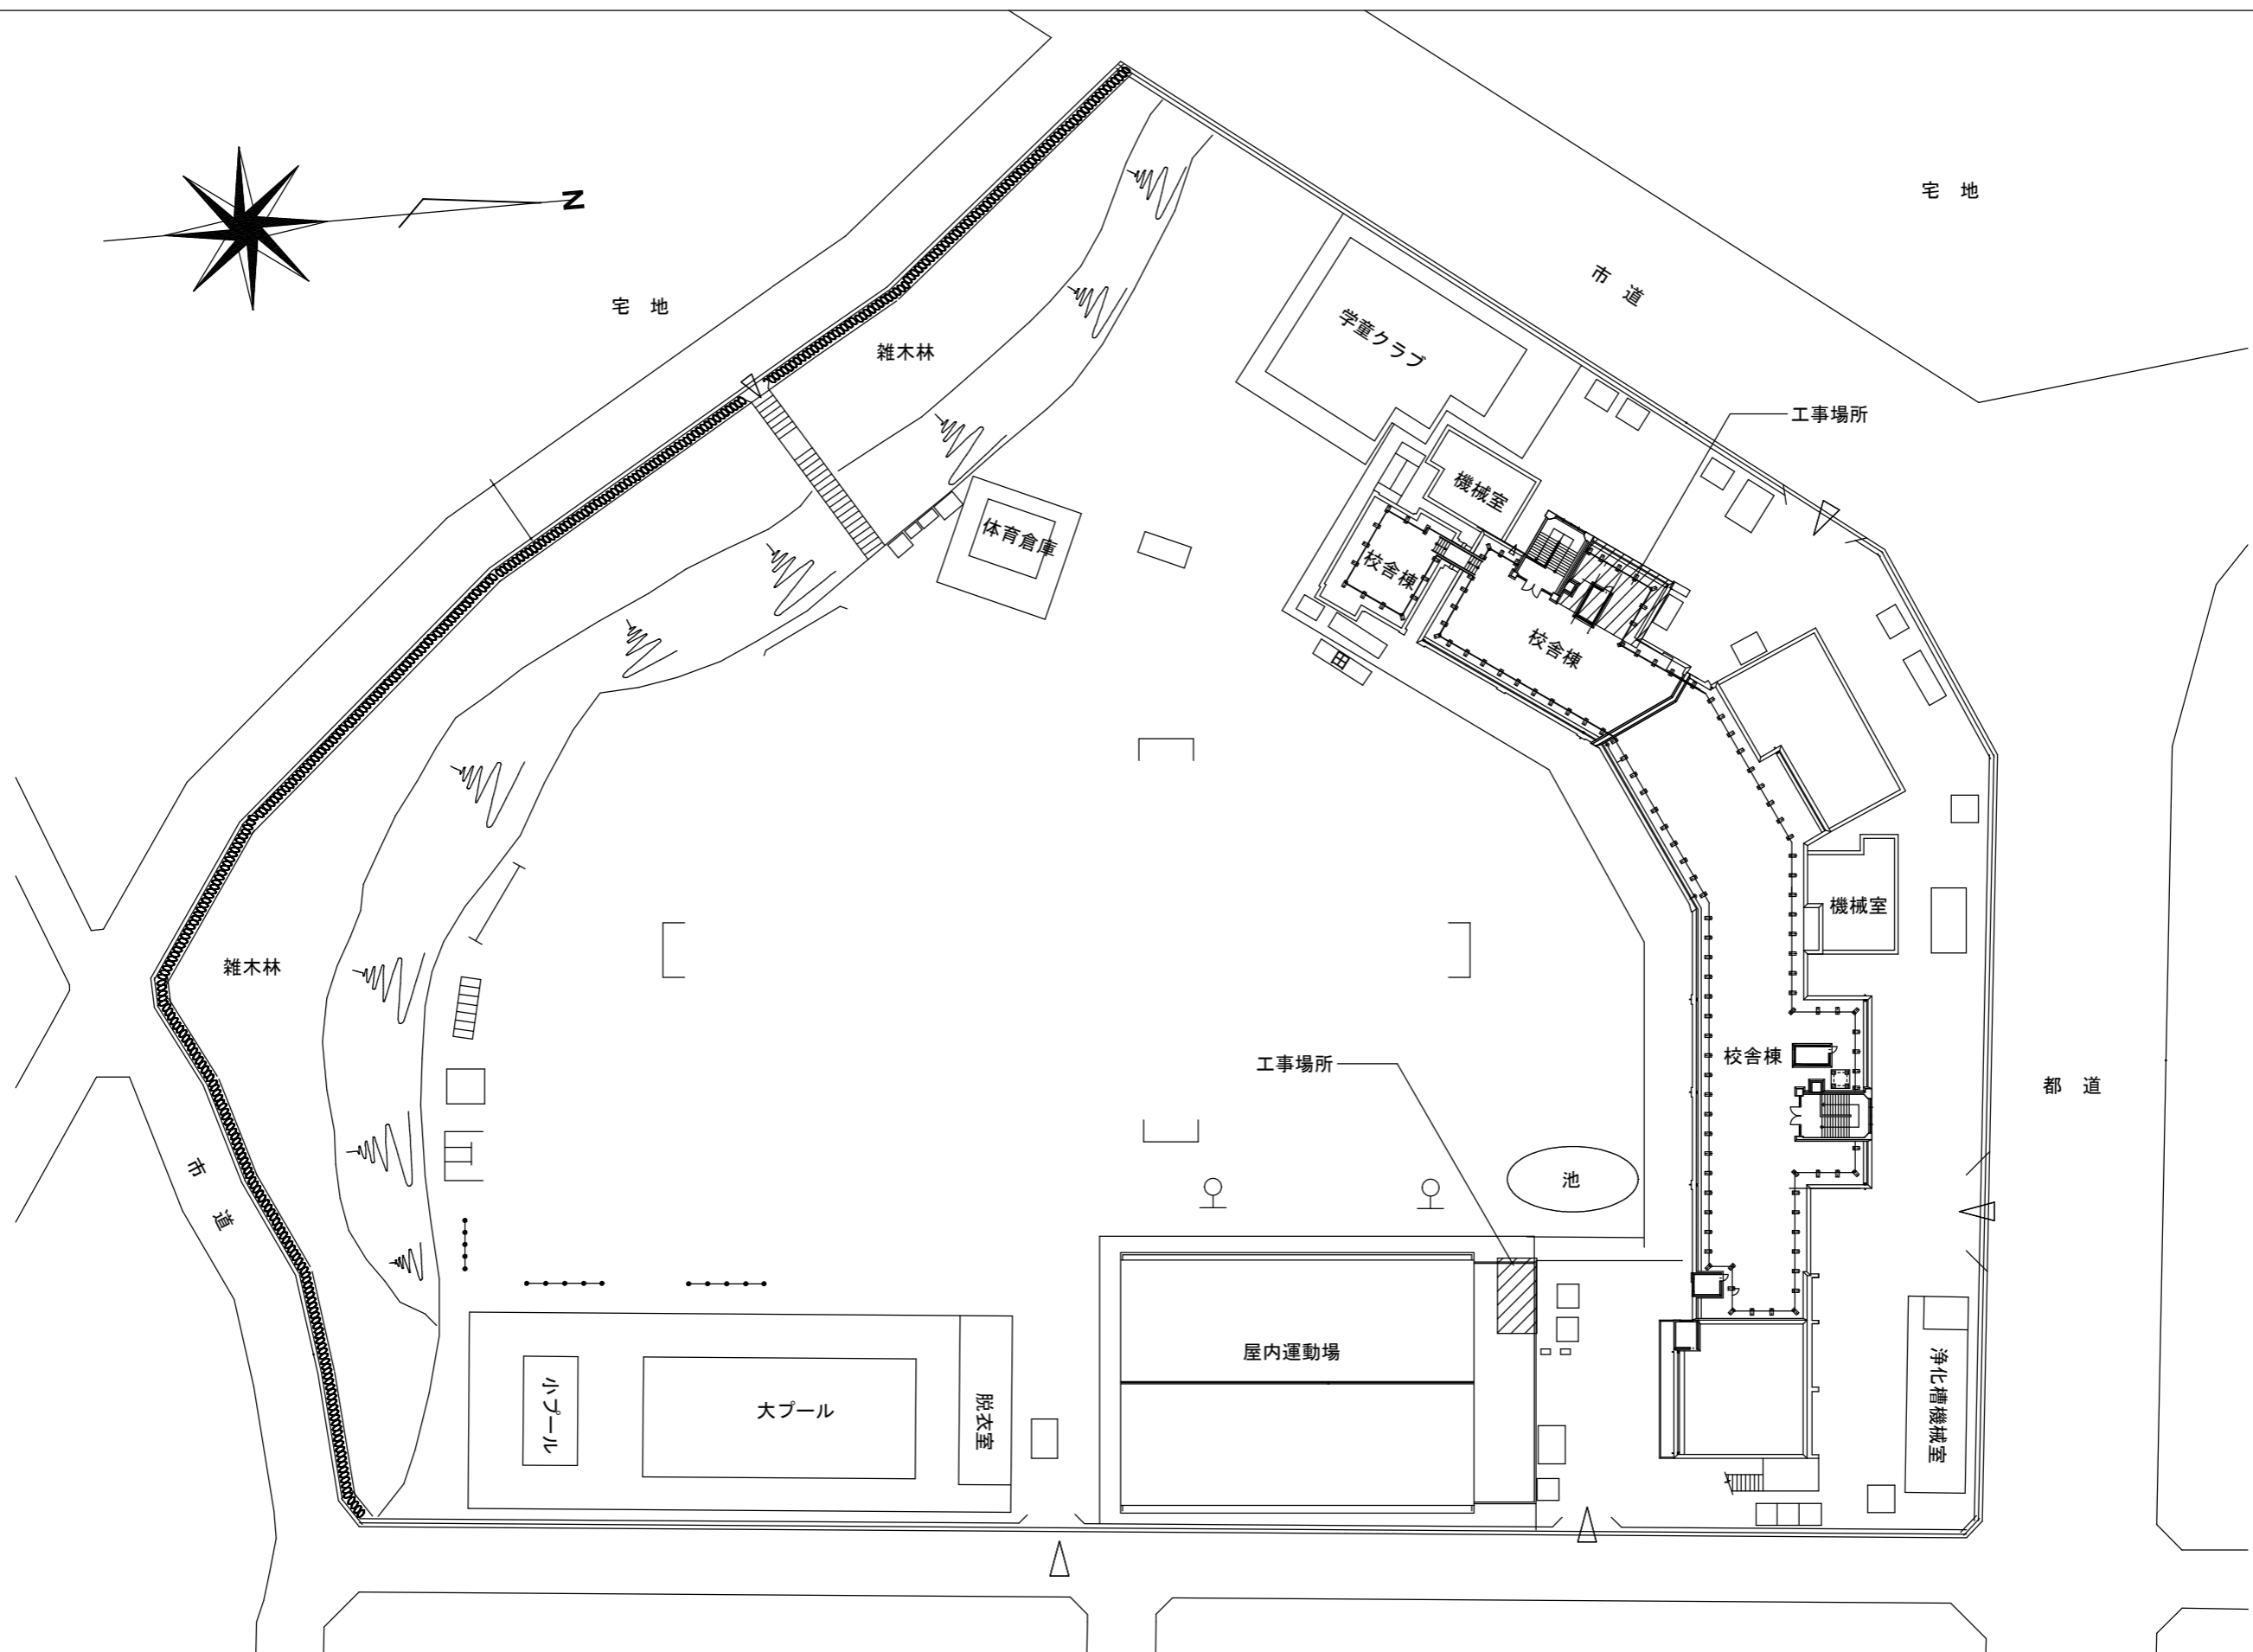 N
宅 地
宅 地
市 道
学童クラブ
雑木林
工事場所
機械室
体育倉庫
校舎棟
校舎棟
機械室
雑木林
校舎棟
工事場所
都 道
市 道
池
屋内運動場
小プール
大プール
脱衣室
浄化槽機械室